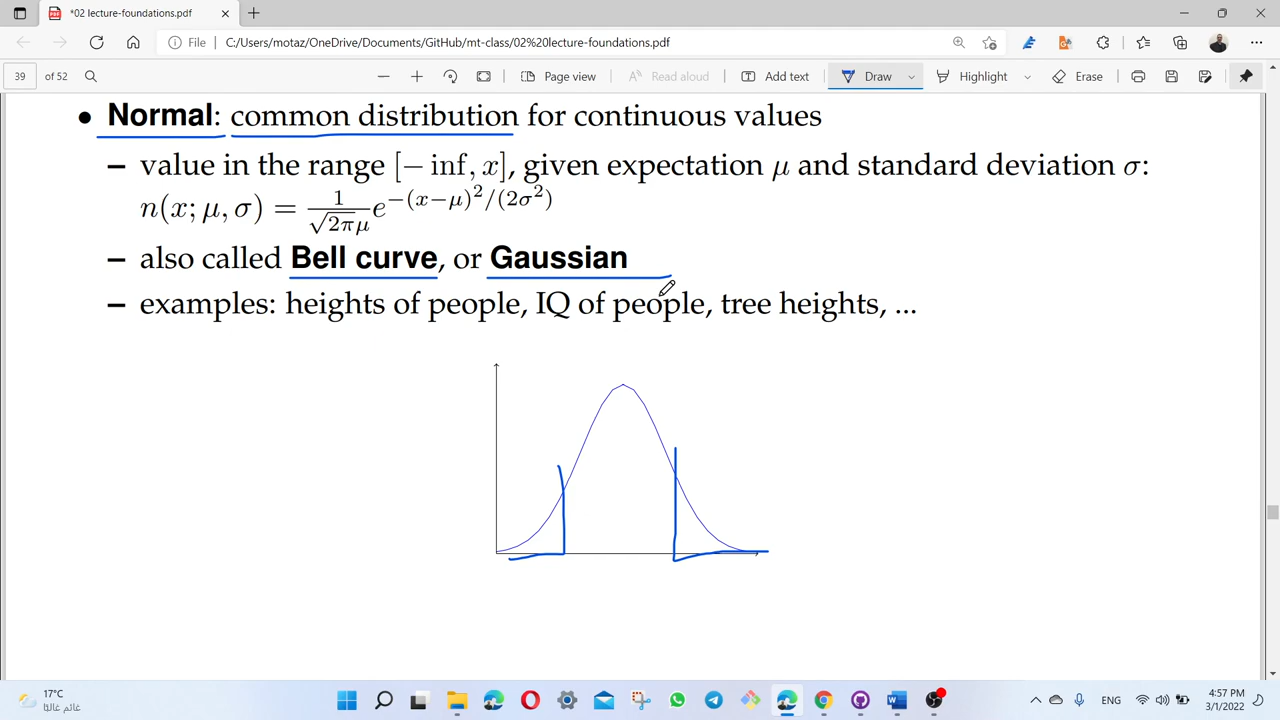 *02 lecture-foundations.pdf
File C:/Users/motaz/OneDrive/Documents/GitHub/mt-class/02%20lecture-foundations.pdf
39 of 52 Page view Read aloud Add text Draw Highlight Erase
• Normal: common distribution for continuous values
– value in the range [− inf, x], given expectation μ and standard deviation σ:
n(x; μ, σ) = 1/(√2πμ) e^−(x−μ)²/(2σ²)
– also called Bell curve, or Gaussian
– examples: heights of people, IQ of people, tree heights, ...
17°C
غائم غالبًا
ENG
4:57 PM
3/1/2022